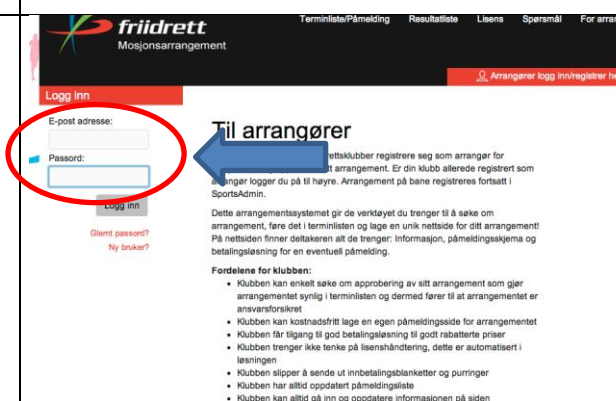 friidrett
Mosjonsarrangement
Terminliste/Påmelding Resultatliste Lisens Spørsmål For arran
Arrangører logg inn/registrer he
Logg inn
E-post adresse:
Passord:
Logg inn
Glemt passord?
Ny bruker?
Til arrangører
rettsklubber registrere seg som arrangør for
tt arrangement. Er din klubb allerede registrert som
arrangør logger du på til høyre. Arrangement på bane registreres fortsatt i
SportsAdmin.
Dette arrangementssystemet gir de verktøyet du trenger til å søke om
arrangement, føre det i terminlisten og lage en unik nettside for ditt arrangement!
På nettsiden finner deltakeren alt de trenger: Informasjon, påmeldingsskjema og
betalingsløsning for en eventuell påmelding.
Fordelene for klubben:
• Klubben kan enkelt søke om approbering av sitt arrangement som gjør
arrangementet synlig i terminlisten og dermed fører til at arrangementet er
ansvarsforsikret
• Klubben kan kostnadsfritt lage en egen påmeldingsside for arrangementet
• Klubben får tilgang til god betalingsløsning til godt rabatterte priser
• Klubben trenger ikke tenke på lisenshåndtering, dette er automatisert i
løsningen
• Klubben slipper å sende ut innbetalingsblanketter og purringer
• Klubben har alltid oppdatert påmeldingsliste
• Klubben kan alltid gå inn og oppdatere informasjonen på siden